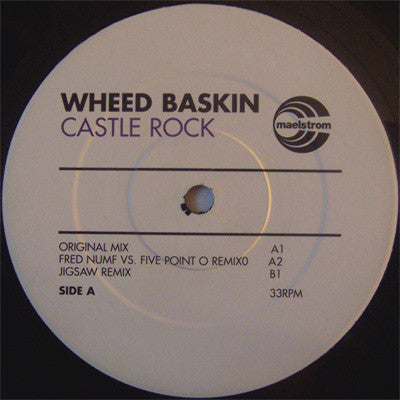 WHEED BASKIN
CASTLE ROCK
maelstrom
ORIGINAL MIX A1
FRED NUMF VS. FIVE POINT O REMIX0 A2
JIGSAW REMIX B1
SIDE A 33RPM